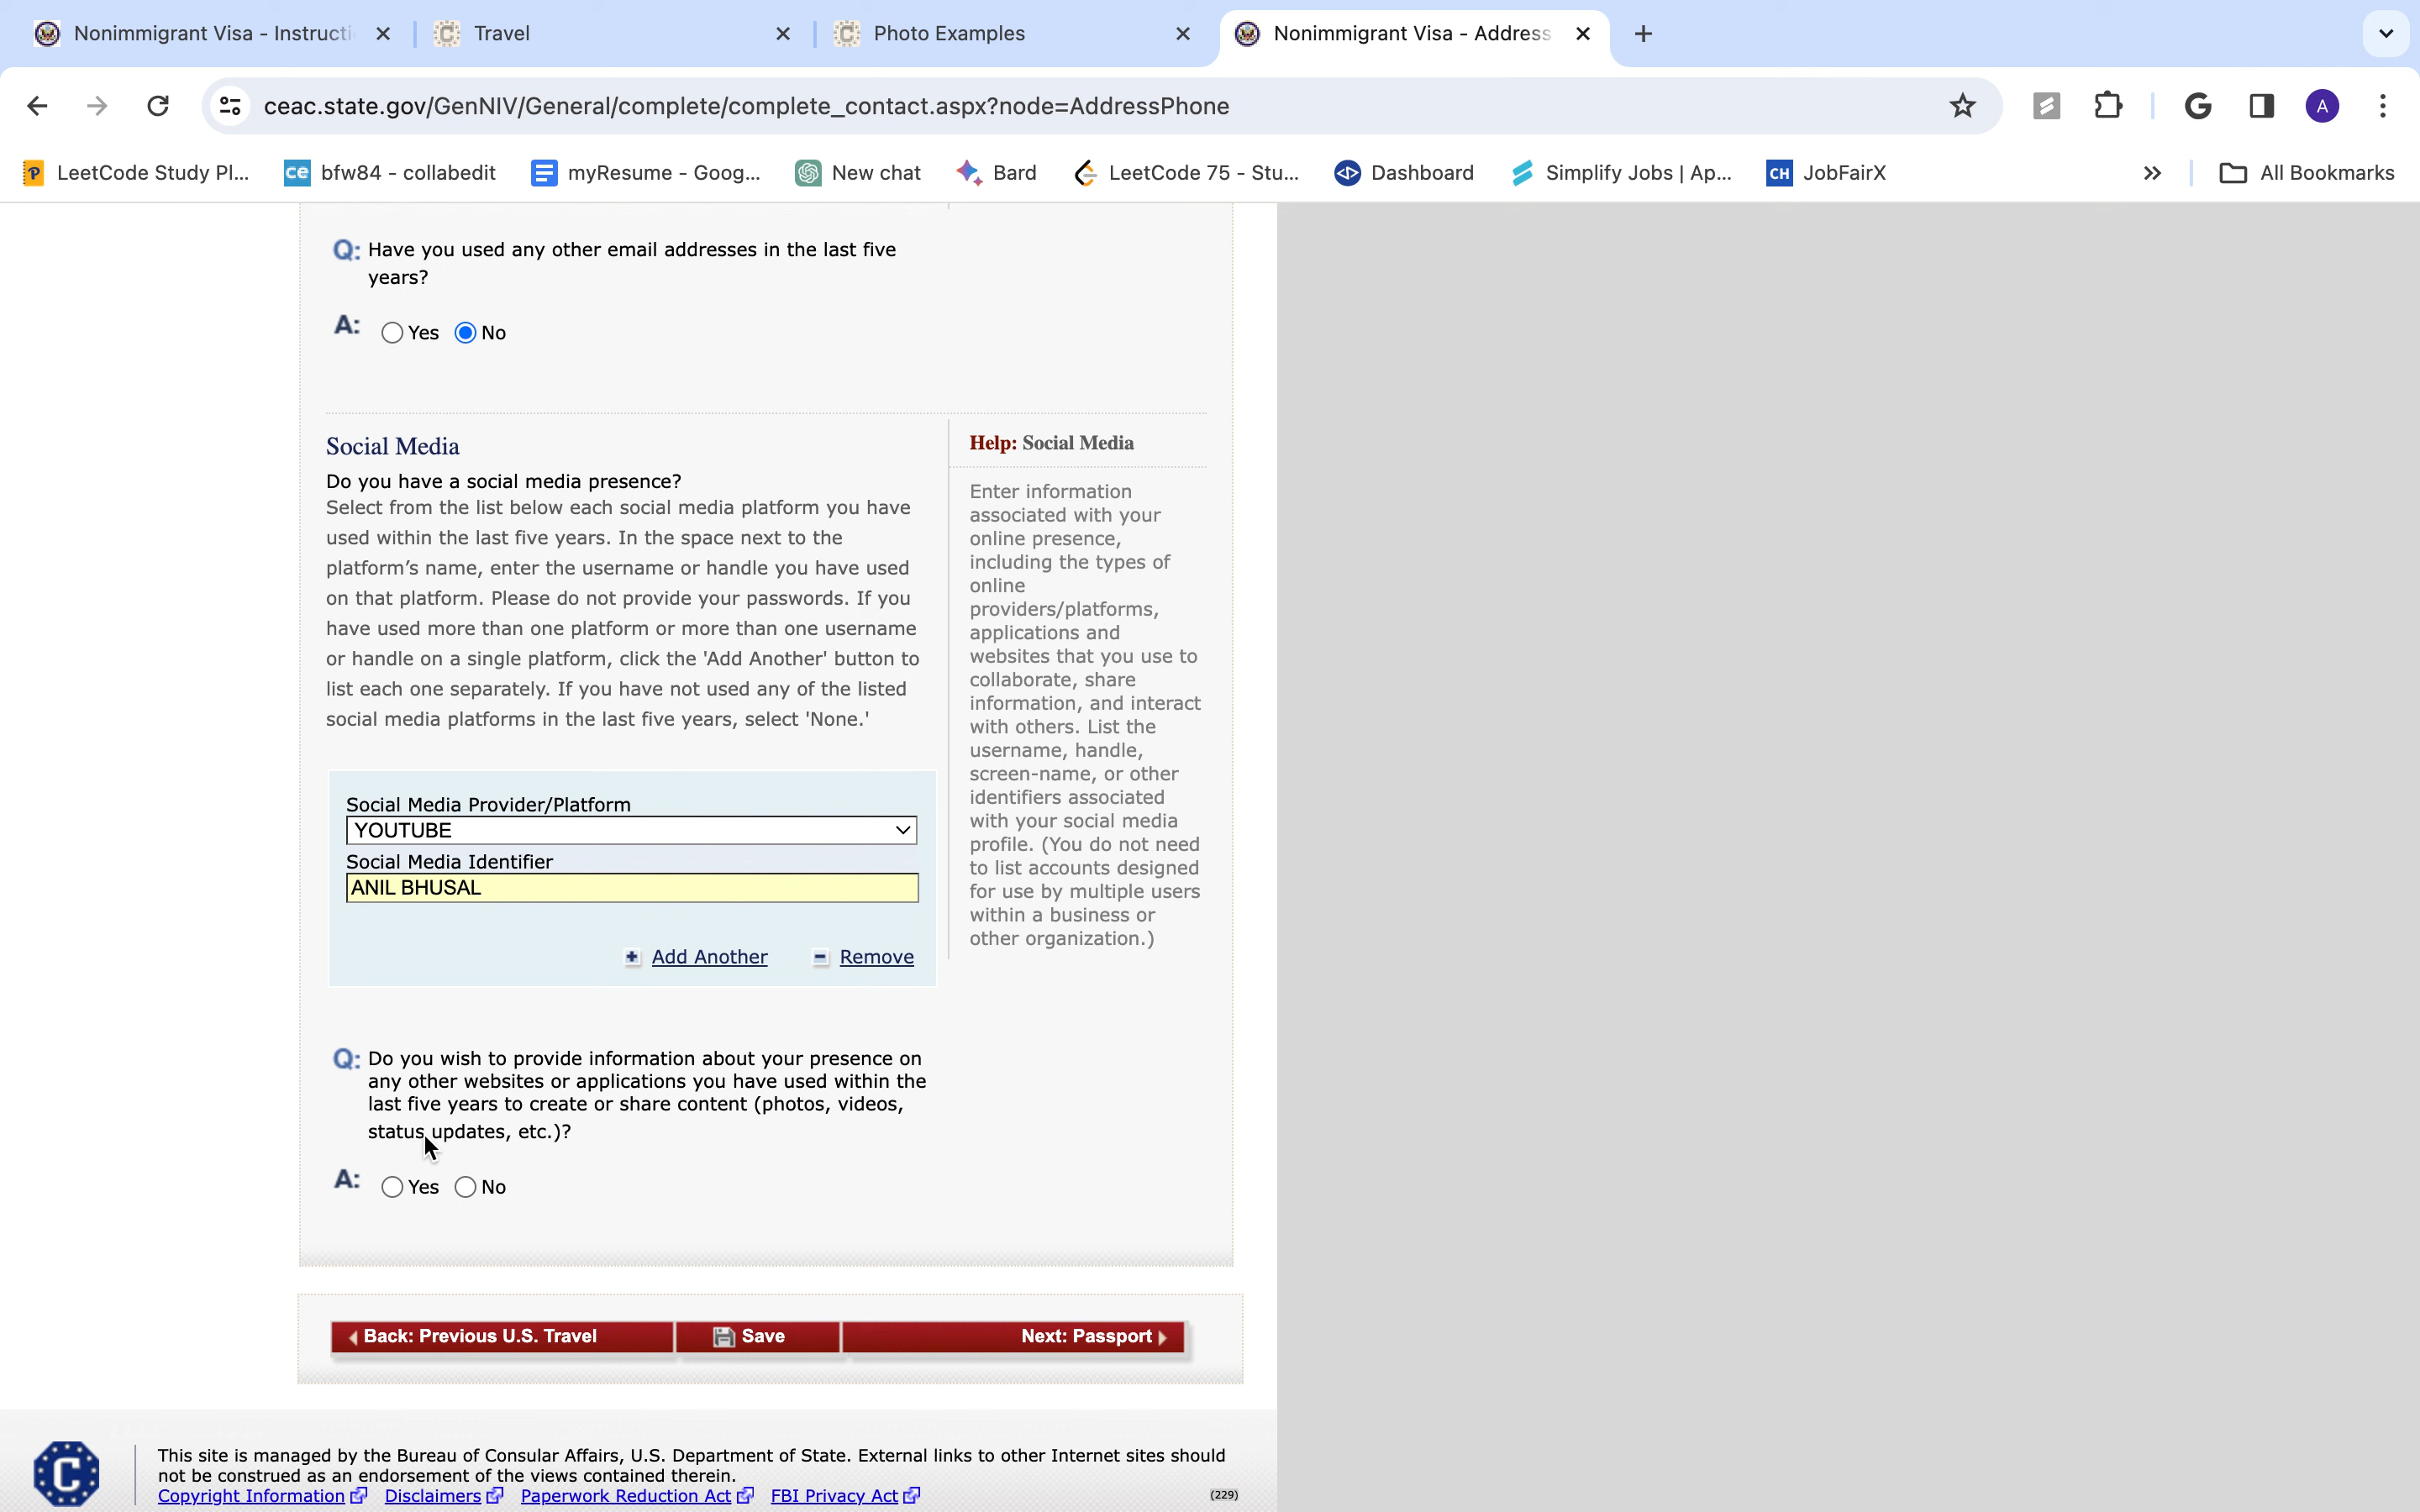 Nonimmigrant Visa - Instructi
Travel
Photo Examples
Nonimmigrant Visa - Address
ceac.state.gov/GenNIV/General/complete/complete_contact.aspx?node=AddressPhone
A
LeetCode Study Pl...
ce bfw84 - collabedit
myResume - Goog...
New chat
Bard
LeetCode 75 - Stu...
Dashboard
Simplify Jobs | Ap...
CH JobFairX
All Bookmarks
Q: Have you used any other email addresses in the last five
years?
A: Yes No
Social Media
Do you have a social media presence?
Select from the list below each social media platform you have
used within the last five years. In the space next to the
platform’s name, enter the username or handle you have used
on that platform. Please do not provide your passwords. If you
have used more than one platform or more than one username
or handle on a single platform, click the 'Add Another' button to
list each one separately. If you have not used any of the listed
social media platforms in the last five years, select 'None.'
Help: Social Media
Enter information
associated with your
online presence,
including the types of
online
providers/platforms,
applications and
websites that you use to
collaborate, share
information, and interact
with others. List the
username, handle,
screen-name, or other
identifiers associated
with your social media
profile. (You do not need
to list accounts designed
for use by multiple users
within a business or
other organization.)
Social Media Provider/Platform
YOUTUBE
Social Media Identifier
ANIL BHUSAL
Add Another
Remove
Q: Do you wish to provide information about your presence on
any other websites or applications you have used within the
last five years to create or share content (photos, videos,
status updates, etc.)?
A: Yes No
Back: Previous U.S. Travel
Save
Next: Passport
This site is managed by the Bureau of Consular Affairs, U.S. Department of State. External links to other Internet sites should
not be construed as an endorsement of the views contained therein.
Copyright Information Disclaimers Paperwork Reduction Act FBI Privacy Act
(229)